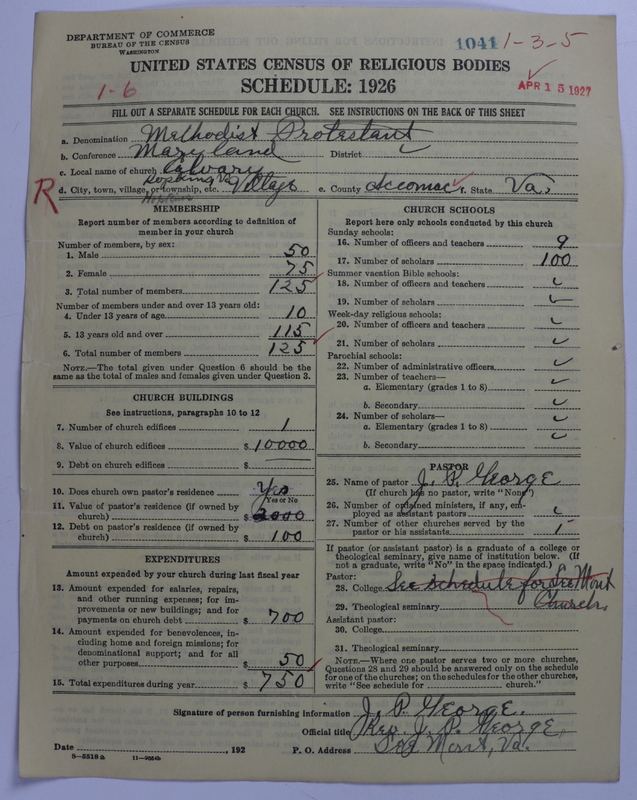 DEPARTMENT OF COMMERCE
BUREAU OF THE CENSUS
WASHINGTON
1041 1-3-5
UNITED STATES CENSUS OF RELIGIOUS BODIES
SCHEDULE: 1926
1-6
APR 15 1927
FILL OUT A SEPARATE SCHEDULE FOR EACH CHURCH. SEE INSTRUCTIONS ON THE BACK OF THIS SHEET
a. Denomination Methodist Protestant
b. Conference Maryland District
c. Local name of church Calvary
Hopkins Va
R d. City, town, village, or township, etc. Village e. County Accomac f. State Va.
Hopkins
MEMBERSHIP
Report number of members according to definition of
member in your church
Number of members, by sex:
1. Male 50
2. Female 75
3. Total number of members 125
Number of members under and over 13 years old:
4. Under 13 years of age 10
5. 13 years old and over 115
6. Total number of members 125
NOTE.—The total given under Question 6 should be the
same as the total of males and females given under Question 3.
CHURCH BUILDINGS
See instructions, paragraphs 10 to 12
7. Number of church edifices 1
8. Value of church edifices $ 10000
9. Debt on church edifices $
10. Does church own pastor's residence Yes
Yes or No
11. Value of pastor's residence (if owned by
church) $ 2000
12. Debt on pastor's residence (if owned by
church) $ 100
EXPENDITURES
Amount expended by your church during last fiscal year
13. Amount expended for salaries, repairs,
and other running expenses; for im-
provements or new buildings; and for
payments on church debt $ 700
14. Amount expended for benevolences, in-
cluding home and foreign missions; for
denominational support; and for all
other purposes $ 50
15. Total expenditures during year $ 750
CHURCH SCHOOLS
Report here only schools conducted by this church
Sunday schools:
16. Number of officers and teachers 9
17. Number of scholars 100
Summer vacation Bible schools:
18. Number of officers and teachers
19. Number of scholars
Week-day religious schools:
20. Number of officers and teachers
21. Number of scholars
Parochial schools:
22. Number of administrative officers
23. Number of teachers—
a. Elementary (grades 1 to 8)
b. Secondary
24. Number of scholars—
a. Elementary (grades 1 to 8)
b. Secondary
PASTOR
25. Name of pastor J. P. George
(If church has no pastor, write "None")
26. Number of ordained ministers, if any, em-
ployed as assistant pastors
27. Number of other churches served by the
pastor or his assistants 1
If pastor (or assistant pastor) is a graduate of a college or
theological seminary, give name of institution below. (If
not a graduate, write "No" in the space indicated.)
Pastor:
28. College See schedule for Lee Mont
29. Theological seminary Church.
Assistant pastor:
30. College
31. Theological seminary
NOTE.—Where one pastor serves two or more churches,
Questions 28 and 29 should be answered only on the schedule
for one of the churches; on the schedules for the other churches,
write "See schedule for church."
Signature of person furnishing information J. P. George.
Official title Rev. J. P. George
Date , 192 P. O. Address Lee Mont, Va.
8—5518 a